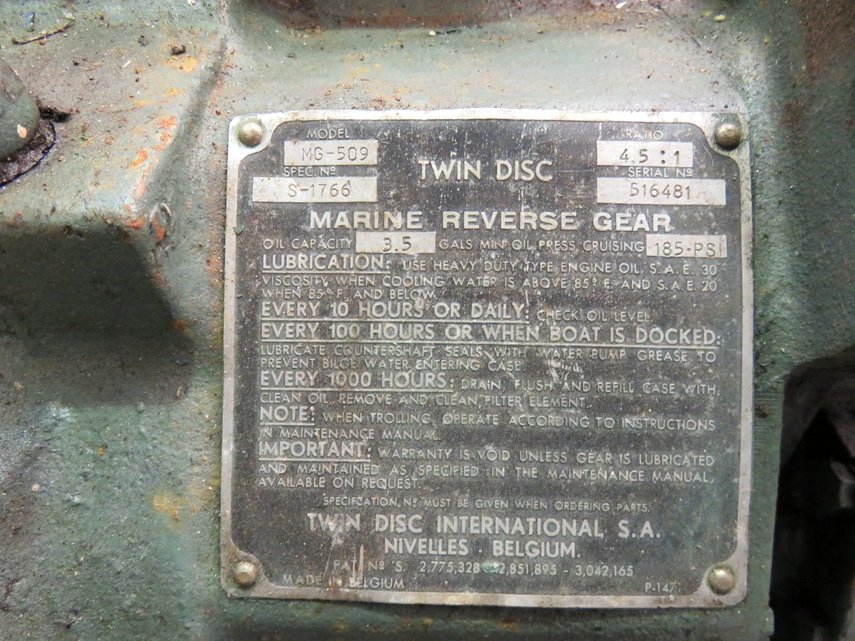 MODEL RATIO
MG-509 TWIN DISC 4.5:1
SPEC. Nº SERIAL Nº
S-1766 516481
MARINE REVERSE GEAR
OIL CAPACITY 3.5 GALS MIN OIL PRESS CRUISING 185-PSI
LUBRICATION: USE HEAVY DUTY TYPE ENGINE OIL, S.A.E. 30
VISCOSITY WHEN COOLING WATER IS ABOVE 85° F. AND S.A.E 20
WHEN 85° F. AND BELOW.
EVERY 10 HOURS OR DAILY: CHECK OIL LEVEL
EVERY 100 HOURS OR WHEN BOAT IS DOCKED:
LUBRICATE COUNTERSHAFT SEALS WITH WATER PUMP GREASE TO
PREVENT BILGE WATER ENTERING CASE
EVERY 1000 HOURS: DRAIN, FLUSH AND REFILL CASE WITH
CLEAN OIL. REMOVE AND CLEAN FILTER ELEMENT.
NOTE: WHEN TROLLING, OPERATE ACCORDING TO INSTRUCTIONS
IN MAINTENANCE MANUAL
IMPORTANT: WARRANTY IS VOID UNLESS GEAR IS LUBRICATED
AND MAINTAINED AS SPECIFIED IN THE MAINTENANCE MANUAL,
AVAILABLE ON REQUEST.
SPECIFCATION, Nº MUST BE GIVEN WHEN ORDERING PARTS.
TWIN DISC INTERNATIONAL S.A.
NIVELLES - BELGIUM.
PAT. Nº'S. 2,775,328 - 2,851,895 - 3,042,165
MADE IN BELGIUM